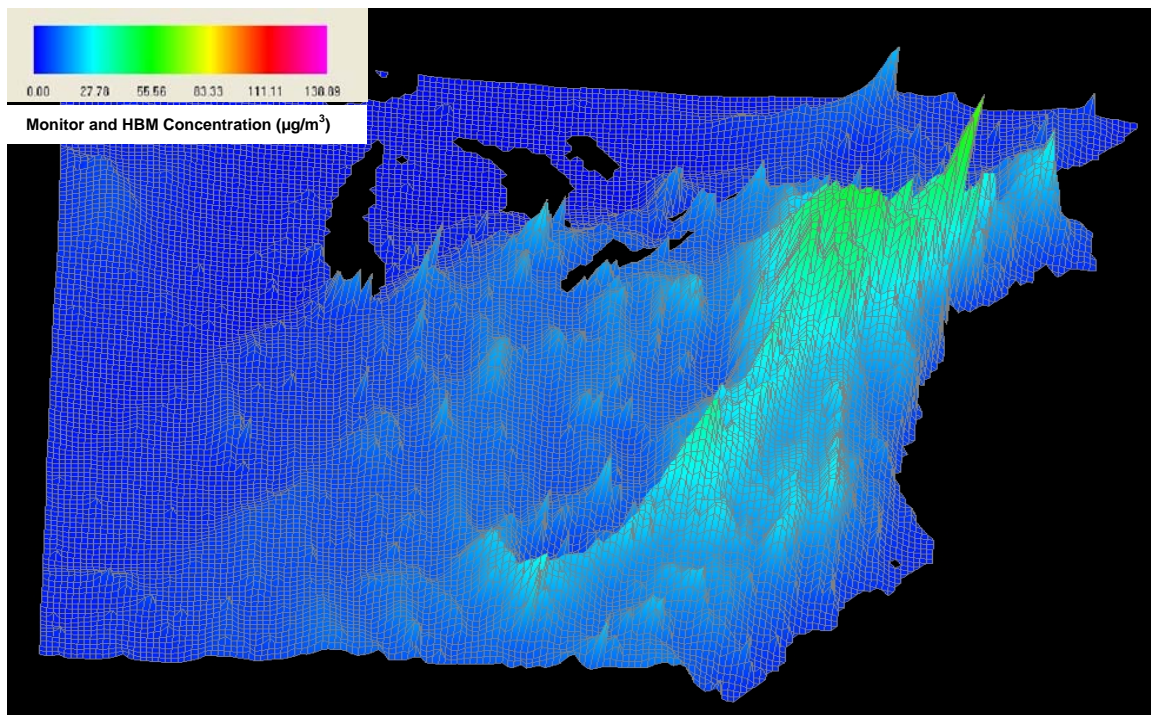 0.00 27.78 55.56 83.33 111.11 138.89
Monitor and HBM Concentration (µg/m³)